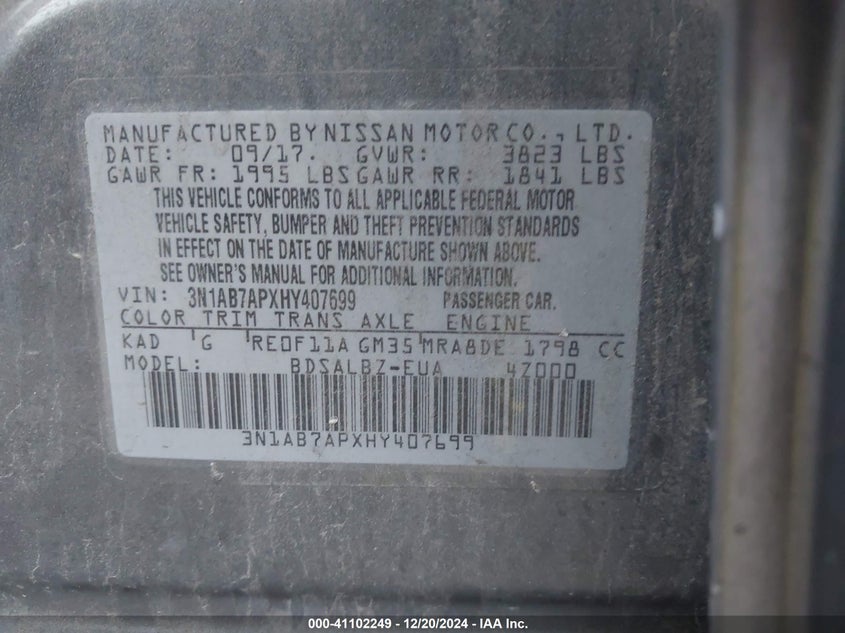 MANUFACTURED BY NISSAN MOTOR CO., LTD.
DATE: 09/17. GVWR: 3823 LBS
GAWR FR: 1995 LBS GAWR RR: 1841 LBS
THIS VEHICLE CONFORMS TO ALL APPLICABLE FEDERAL MOTOR
VEHICLE SAFETY, BUMPER AND THEFT PREVENTION STANDARDS
IN EFFECT ON THE DATE OF MANUFACTURE SHOWN ABOVE.
SEE OWNER'S MANUAL FOR ADDITIONAL INFORMATION.
VIN: 3N1AB7APXHY407699 PASSENGER CAR.
COLOR TRIM TRANS AXLE ENGINE
KAD G RE0F11A GM35 MRA8DE 1798 CC
MODEL: BDSALBZ-EUA 4Z000
3N1AB7APXHY407699
000-41102249 - 12/20/2024 - IAA Inc.